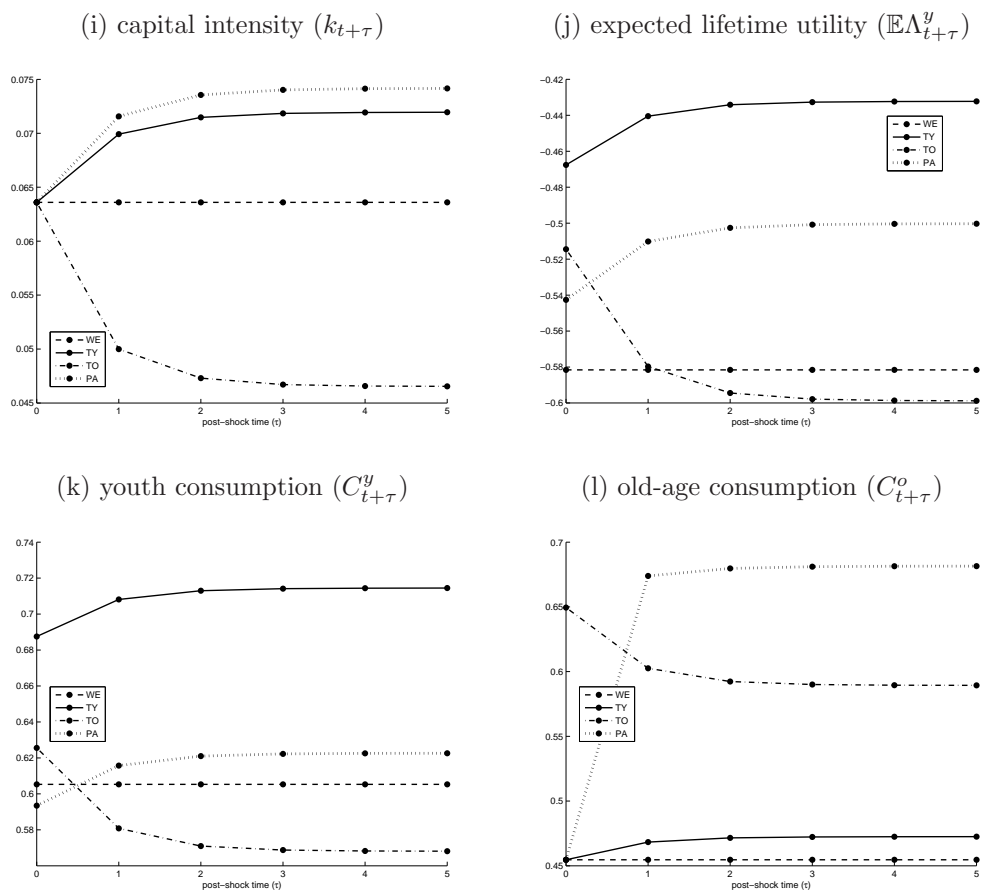 (i) capital intensity (k_{t+τ})
0.075
0.07
0.065
0.06
0.055
0.05
0.045
WE
TY
TO
PA
0 1 2 3 4 5
post−shock time (τ)
(j) expected lifetime utility (𝔼Λ^y_{t+τ})
−0.42
−0.44
−0.46
−0.48
−0.5
−0.52
−0.54
−0.56
−0.58
−0.6
WE
TY
TO
PA
0 1 2 3 4 5
post−shock time (τ)
(k) youth consumption (C^y_{t+τ})
0.74
0.72
0.7
0.68
0.66
0.64
0.62
0.6
0.58
WE
TY
TO
PA
0 1 2 3 4 5
post−shock time (τ)
(l) old-age consumption (C^o_{t+τ})
0.7
0.65
0.6
0.55
0.5
0.45
WE
TY
TO
PA
0 1 2 3 4 5
post−shock time (τ)